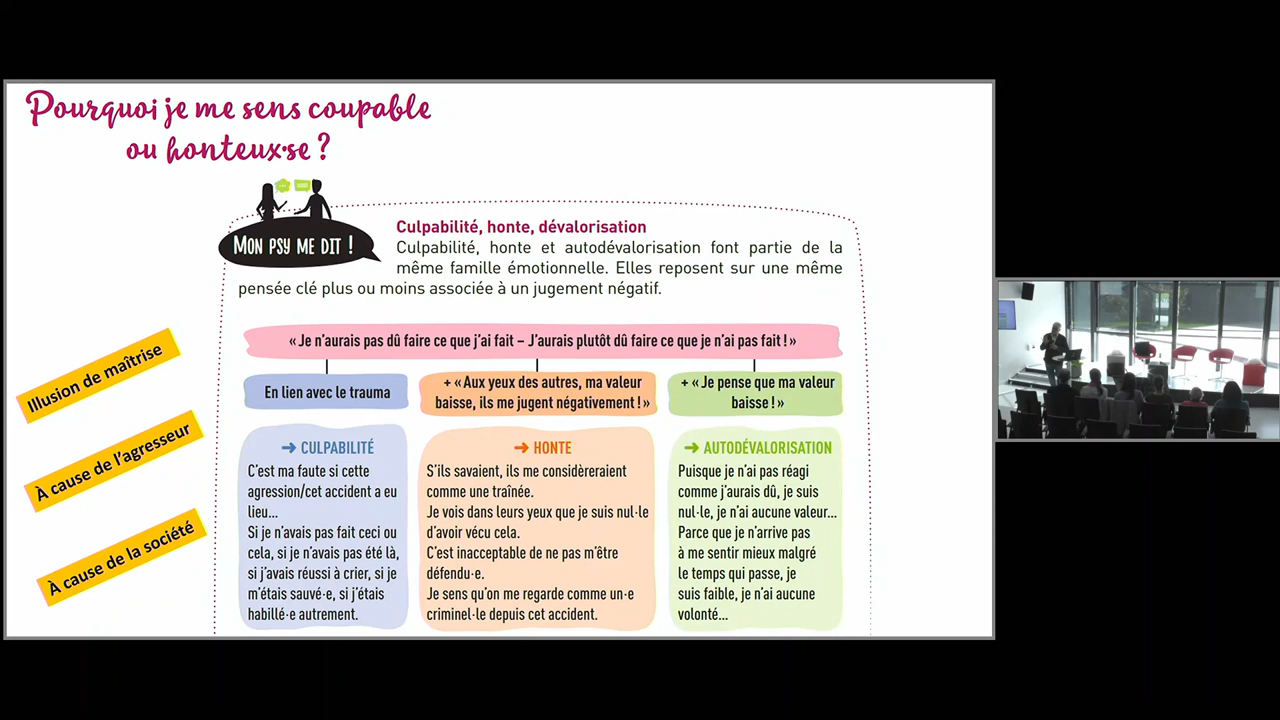 Pourquoi je me sens coupable
ou honteux·se ?
MON PSY ME DIT !
Culpabilité, honte, dévalorisation
Culpabilité, honte et autodévalorisation font partie de la
même famille émotionnelle. Elles reposent sur une même
pensée clé plus ou moins associée à un jugement négatif.
« Je n'aurais pas dû faire ce que j'ai fait – J'aurais plutôt dû faire ce que je n'ai pas fait ! »
En lien avec le trauma
+ « Aux yeux des autres, ma valeur
baisse, ils me jugent négativement ! »
+ « Je pense que ma valeur
baisse ! »
➔ CULPABILITÉ
C'est ma faute si cette
agression/cet accident a eu
lieu...
Si je n'avais pas fait ceci ou
cela, si je n'avais pas été là,
si j'avais réussi à crier, si je
m'étais sauvé·e, si j'étais
habillé·e autrement.
➔ HONTE
S'ils savaient, ils me considèreraient
comme une traînée.
Je vois dans leurs yeux que je suis nul·le
d'avoir vécu cela.
C'est inacceptable de ne pas m'être
défendu·e.
Je sens qu'on me regarde comme un·e
criminel·le depuis cet accident.
➔ AUTODÉVALORISATION
Puisque je n'ai pas réagi
comme j'aurais dû, je suis
nul·le, je n'ai aucune valeur...
Parce que je n'arrive pas
à me sentir mieux malgré
le temps qui passe, je
suis faible, je n'ai aucune
volonté...
Illusion de maîtrise
À cause de l'agresseur
À cause de la société